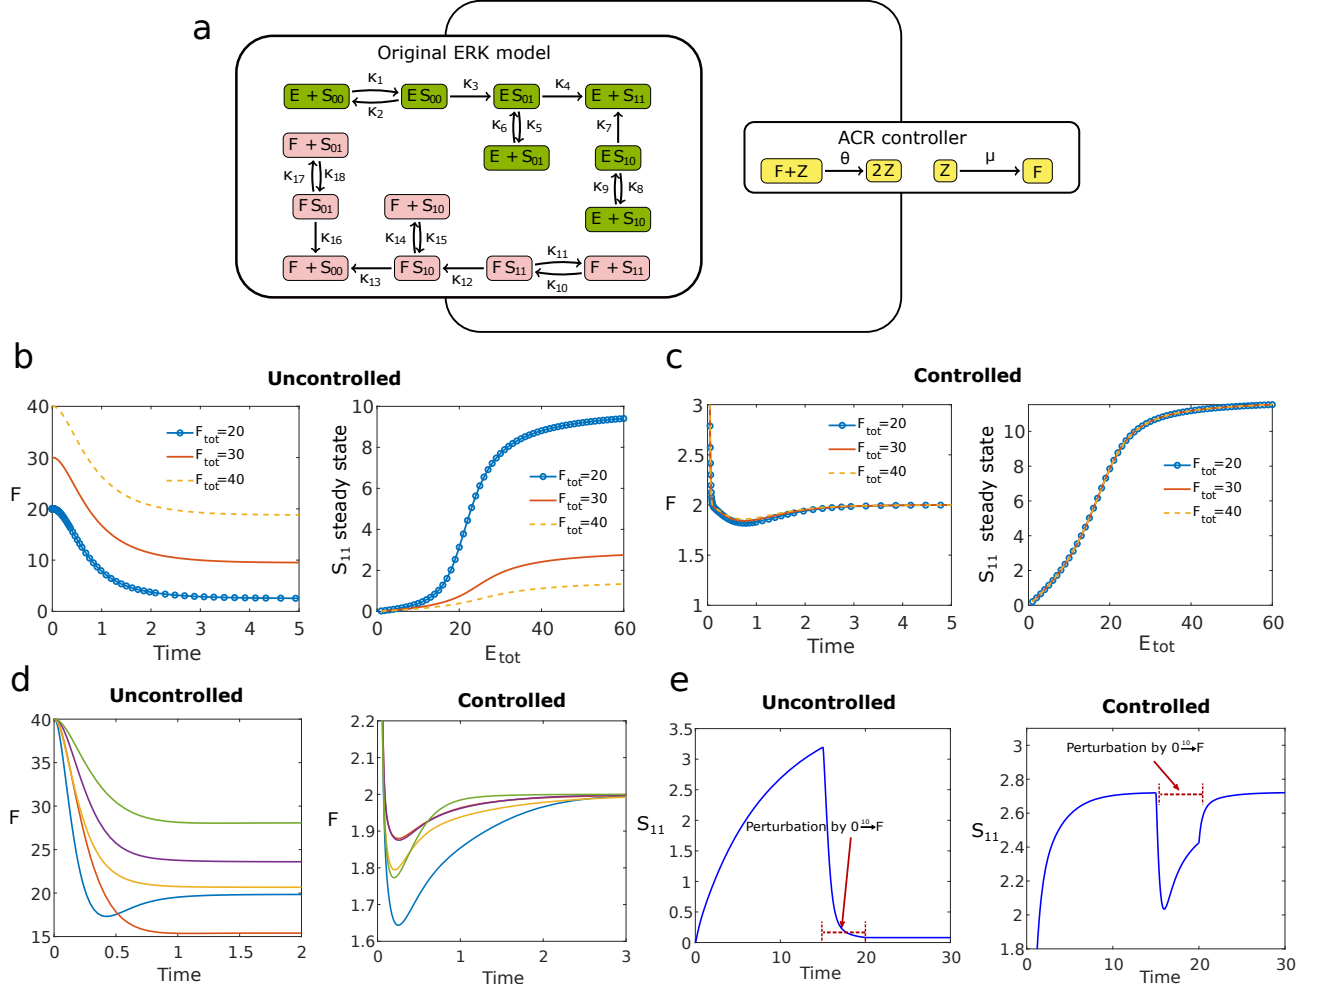 a
Original ERK model
E + S00 κ1 κ2 ES00 κ3 ES01 κ4 E + S11
κ6 κ5 κ7
F + S01 E + S01 ES10
κ17 κ18 κ9 κ8
FS01 F + S10 E + S10
κ16 κ14 κ15 κ11
F + S00 κ13 FS10 κ12 FS11 κ10 F + S11
ACR controller
F+Z θ 2Z Z μ F
b
Uncontrolled
40
30
20
10
0
F
0 1 2 3 4 5
Time
Ftot=20
Ftot=30
Ftot=40
10
8
6
4
2
0
S11 steady state
0 20 40 60
Etot
Ftot=20
Ftot=30
Ftot=40
c
Controlled
3
2.5
2
1.5
1
F
0 1 2 3 4 5
Time
Ftot=20
Ftot=30
Ftot=40
10
8
6
4
2
0
S11 steady state
0 20 40 60
Etot
Ftot=20
Ftot=30
Ftot=40
d
Uncontrolled
40
35
30
25
20
15
F
0 0.5 1 1.5 2
Time
Controlled
2.2
2.1
2
1.9
1.8
1.7
1.6
F
0 1 2 3
Time
e
Uncontrolled
3.5
3
2.5
2
1.5
1
0.5
0
S11
Perturbation by 0 10→F
0 10 20 30
Time
Controlled
3
2.8
2.6
2.4
2.2
2
1.8
S11
Perturbation by 0 10→F
0 10 20 30
Time